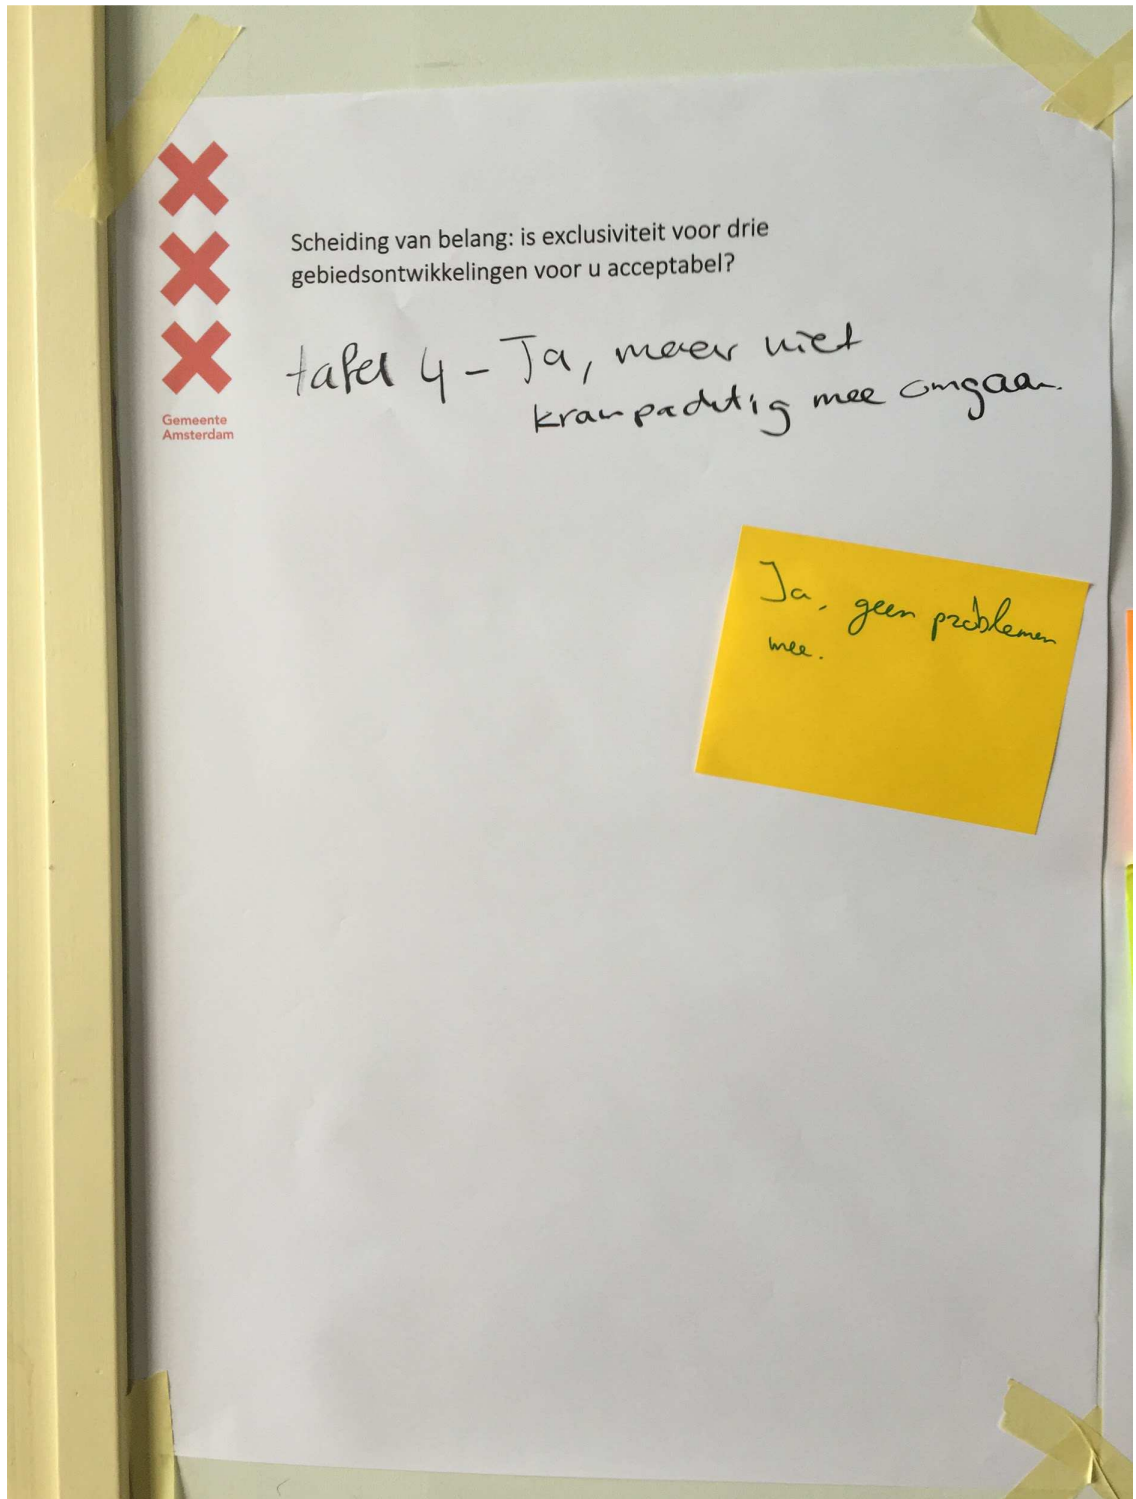 Scheiding van belang: is exclusiviteit voor drie
gebiedsontwikkelingen voor u acceptabel?
tafel 4 - Ja, maar niet
krampachtig mee omgaan.
Gemeente
Amsterdam
Ja, geen problemen
mee.